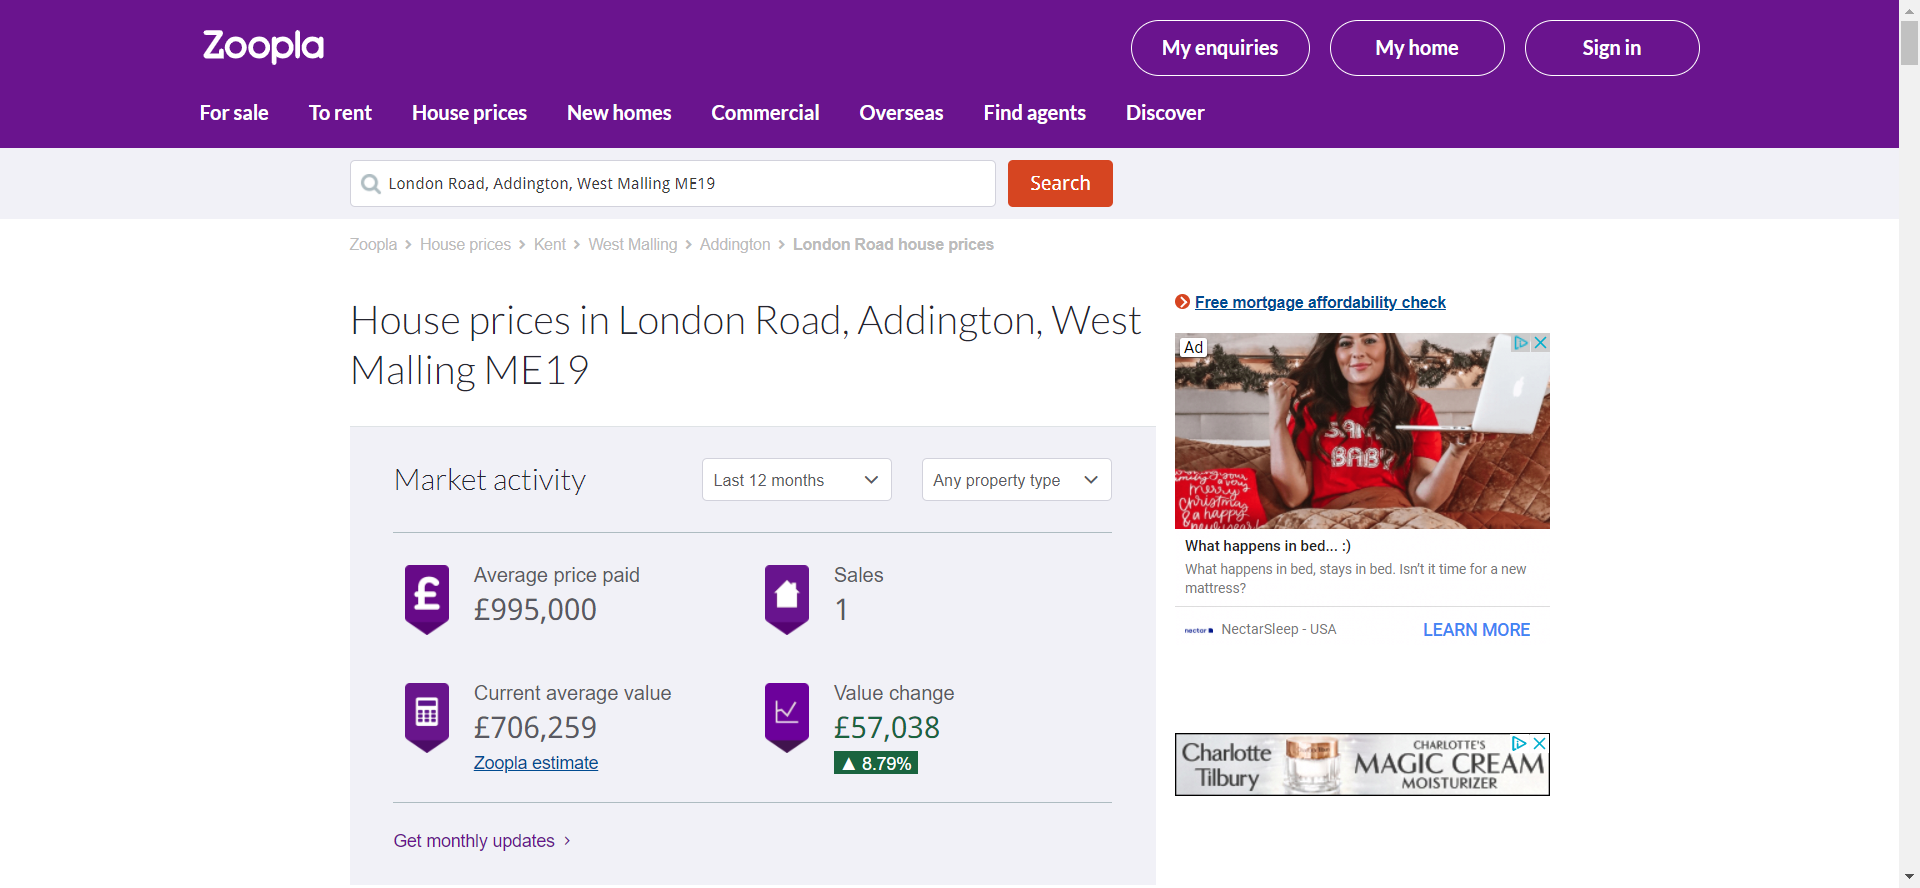 Zoopla
My enquiries
My home
Sign in
For sale
To rent
House prices
New homes
Commercial
Overseas
Find agents
Discover
London Road, Addington, West Malling ME19
Search
Zoopla > House prices > Kent > West Malling > Addington > London Road house prices
House prices in London Road, Addington, West
Malling ME19
Market activity
Last 12 months
Any property type
Average price paid
£995,000
Sales
1
Current average value
£706,259
Zoopla estimate
Value change
£57,038
▲ 8.79%
Get monthly updates >
Free mortgage affordability check
Ad
BABY
merry
Christmas
& a happy
What happens in bed... :)
What happens in bed, stays in bed. Isn't it time for a new
mattress?
nectar
NectarSleep - USA
LEARN MORE
Charlotte
Tilbury
CHARLOTTE'S
MAGIC CREAM
MOISTURIZER